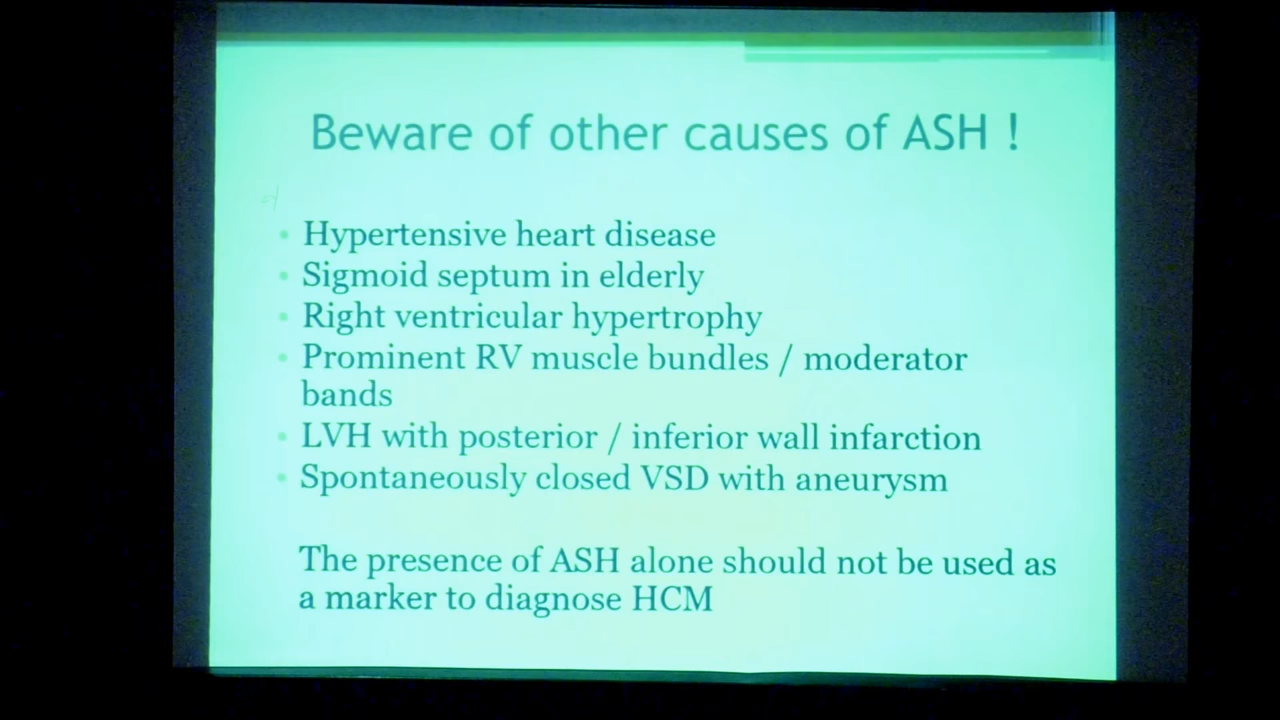 Beware of other causes of ASH !
• Hypertensive heart disease
• Sigmoid septum in elderly
• Right ventricular hypertrophy
• Prominent RV muscle bundles / moderator
bands
• LVH with posterior / inferior wall infarction
• Spontaneously closed VSD with aneurysm
The presence of ASH alone should not be used as
a marker to diagnose HCM